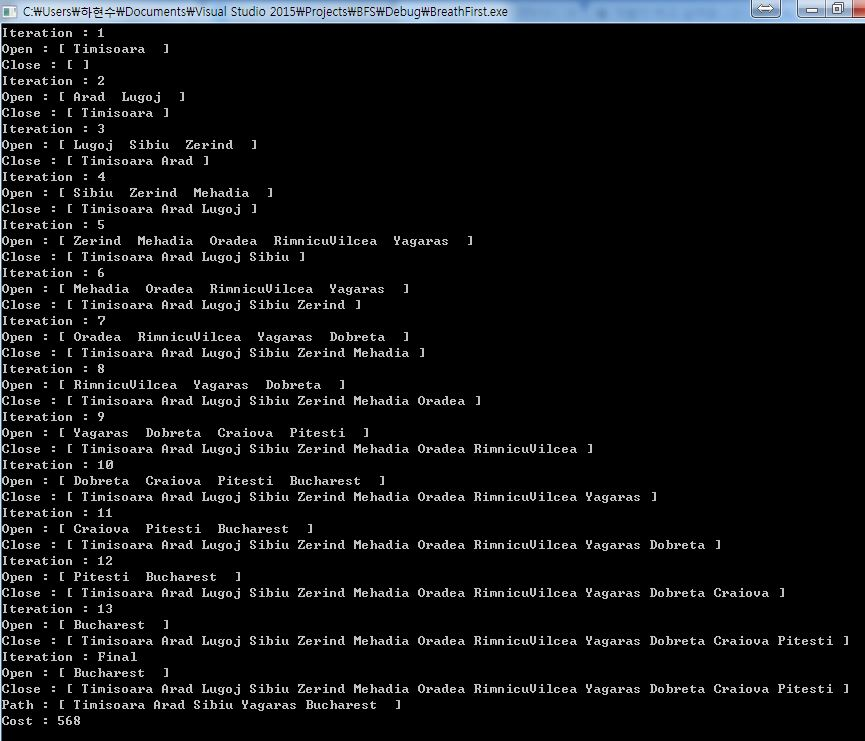 C:₩Users₩하현수₩Documents₩Visual Studio 2015₩Projects₩BFS₩Debug₩BreathFirst.exe
Iteration : 1
Open : [ Timisoara  ]
Close : [ ]
Iteration : 2
Open : [ Arad  Lugoj  ]
Close : [ Timisoara ]
Iteration : 3
Open : [ Lugoj  Sibiu  Zerind  ]
Close : [ Timisoara Arad ]
Iteration : 4
Open : [ Sibiu  Zerind  Mehadia  ]
Close : [ Timisoara Arad Lugoj ]
Iteration : 5
Open : [ Zerind  Mehadia  Oradea  RimnicuVilcea  Yagaras  ]
Close : [ Timisoara Arad Lugoj Sibiu ]
Iteration : 6
Open : [ Mehadia  Oradea  RimnicuVilcea  Yagaras  ]
Close : [ Timisoara Arad Lugoj Sibiu Zerind ]
Iteration : 7
Open : [ Oradea  RimnicuVilcea  Yagaras  Dobreta  ]
Close : [ Timisoara Arad Lugoj Sibiu Zerind Mehadia ]
Iteration : 8
Open : [ RimnicuVilcea  Yagaras  Dobreta  ]
Close : [ Timisoara Arad Lugoj Sibiu Zerind Mehadia Oradea ]
Iteration : 9
Open : [ Yagaras  Dobreta  Craiova  Pitesti  ]
Close : [ Timisoara Arad Lugoj Sibiu Zerind Mehadia Oradea RimnicuVilcea ]
Iteration : 10
Open : [ Dobreta  Craiova  Pitesti  Bucharest  ]
Close : [ Timisoara Arad Lugoj Sibiu Zerind Mehadia Oradea RimnicuVilcea Yagaras ]
Iteration : 11
Open : [ Craiova  Pitesti  Bucharest  ]
Close : [ Timisoara Arad Lugoj Sibiu Zerind Mehadia Oradea RimnicuVilcea Yagaras Dobreta ]
Iteration : 12
Open : [ Pitesti  Bucharest  ]
Close : [ Timisoara Arad Lugoj Sibiu Zerind Mehadia Oradea RimnicuVilcea Yagaras Dobreta Craiova ]
Iteration : 13
Open : [ Bucharest  ]
Close : [ Timisoara Arad Lugoj Sibiu Zerind Mehadia Oradea RimnicuVilcea Yagaras Dobreta Craiova Pitesti ]
Iteration : Final
Open : [ Bucharest  ]
Close : [ Timisoara Arad Lugoj Sibiu Zerind Mehadia Oradea RimnicuVilcea Yagaras Dobreta Craiova Pitesti ]
Path : [ Timisoara Arad Sibiu Yagaras Bucharest  ]
Cost : 568